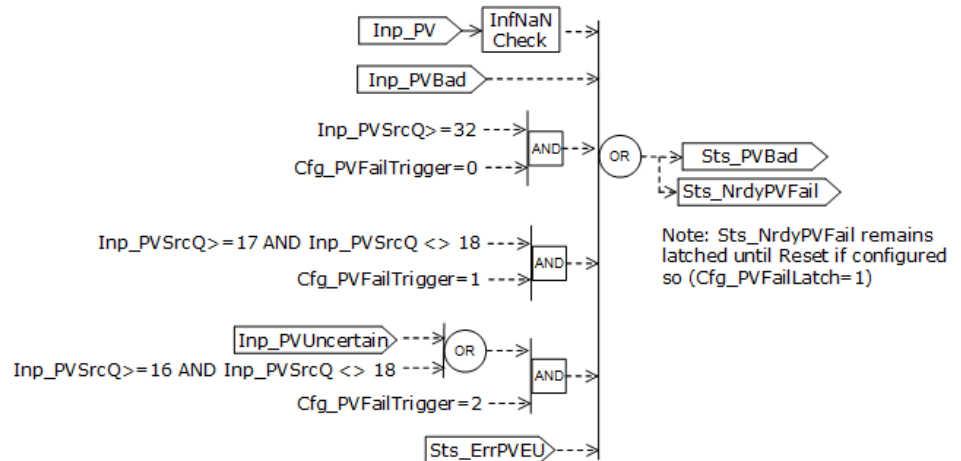 Inp_PV
InfNaN
Check
Inp_PVBad
Inp_PVSrcQ>=32
AND
Cfg_PVFailTrigger=0
OR
Sts_PVBad
Sts_NrdyPVFail
Note: Sts_NrdyPVFail remains
latched until Reset if configured
so (Cfg_PVFailLatch=1)
Inp_PVSrcQ>=17 AND Inp_PVSrcQ <> 18
AND
Cfg_PVFailTrigger=1
Inp_PVUncertain
OR
Inp_PVSrcQ>=16 AND Inp_PVSrcQ <> 18
AND
Cfg_PVFailTrigger=2
Sts_ErrPVEU